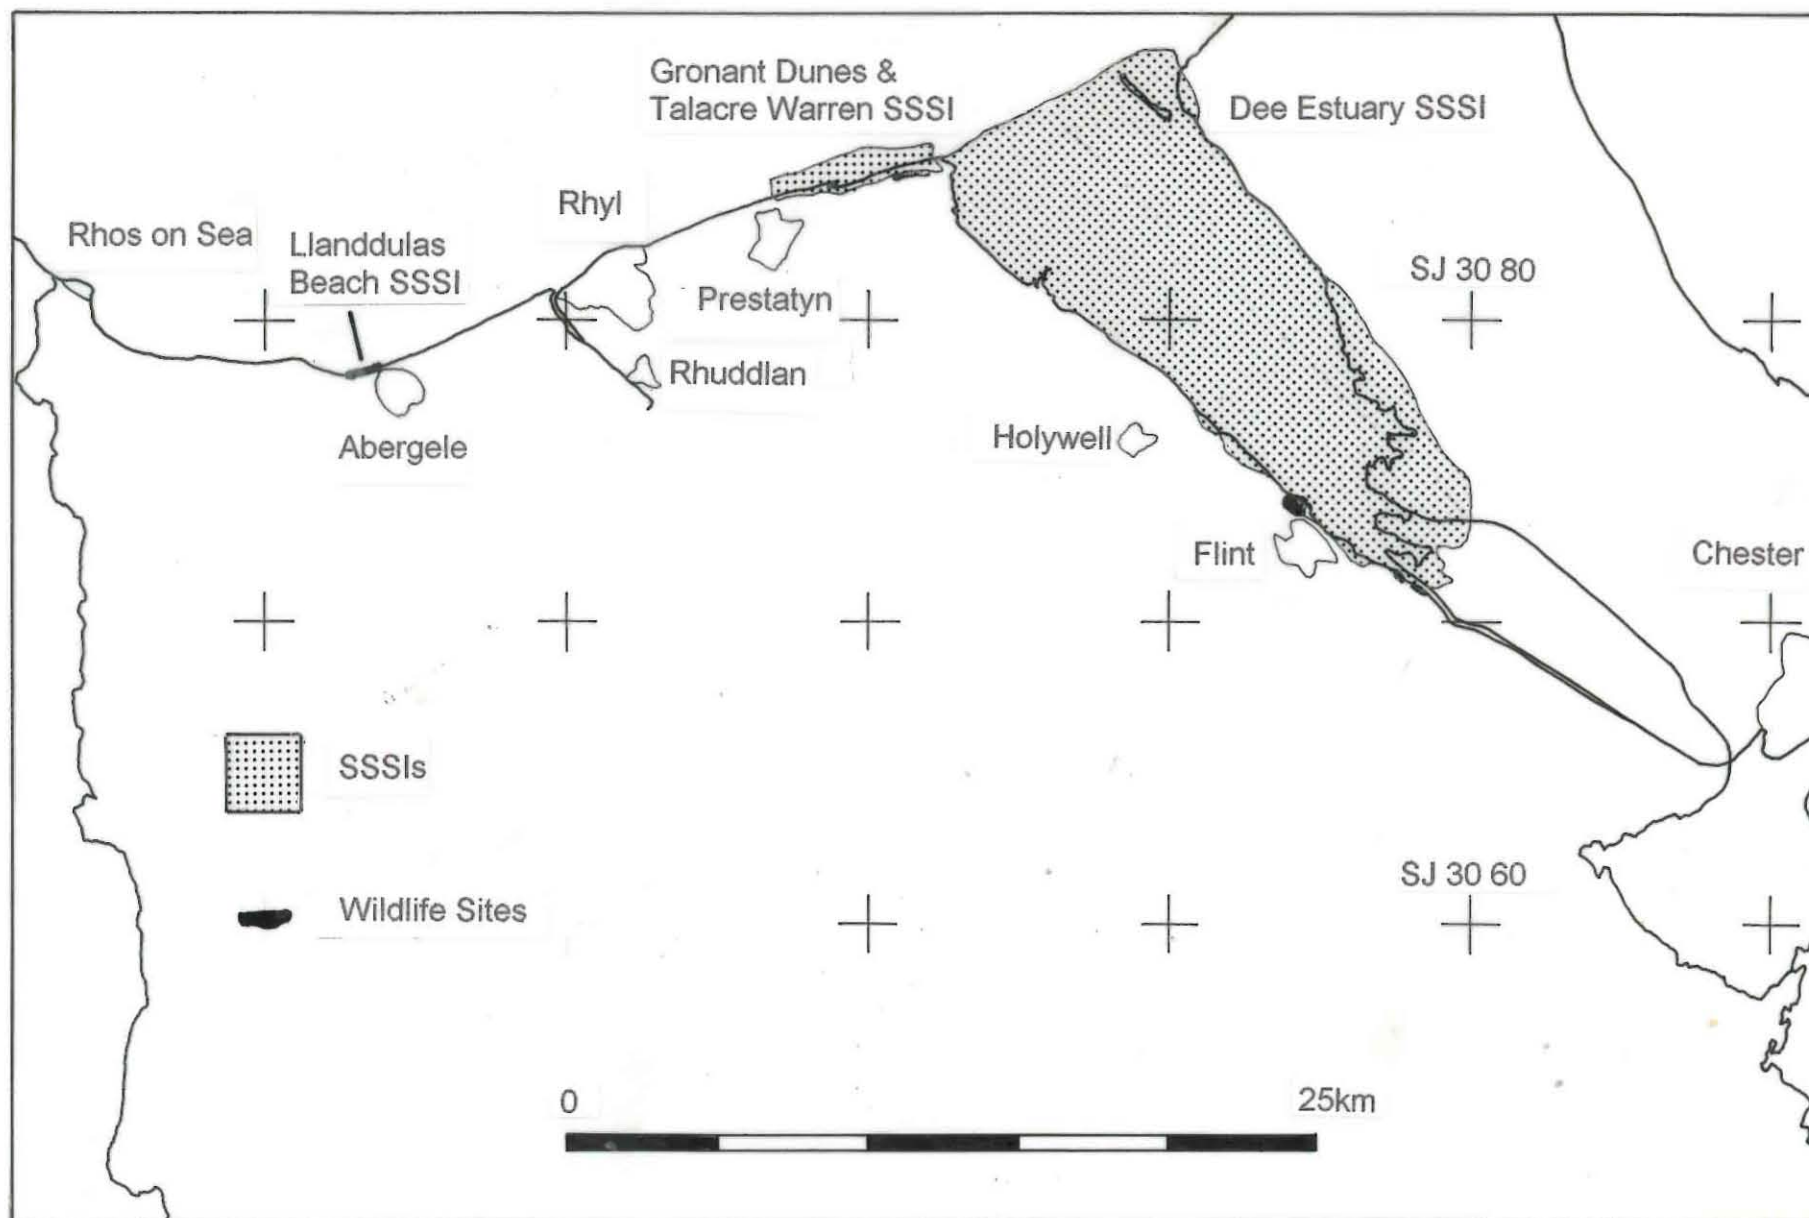 Gronant Dunes &
Talacre Warren SSSI
Dee Estuary SSSI
Rhyl
Rhos on Sea
Llanddulas
Beach SSSI
SJ 30 80
Prestatyn
Rhuddlan
Abergele
Holywell
Flint
Chester
SSSIs
SJ 30 60
Wildlife Sites
0
25km